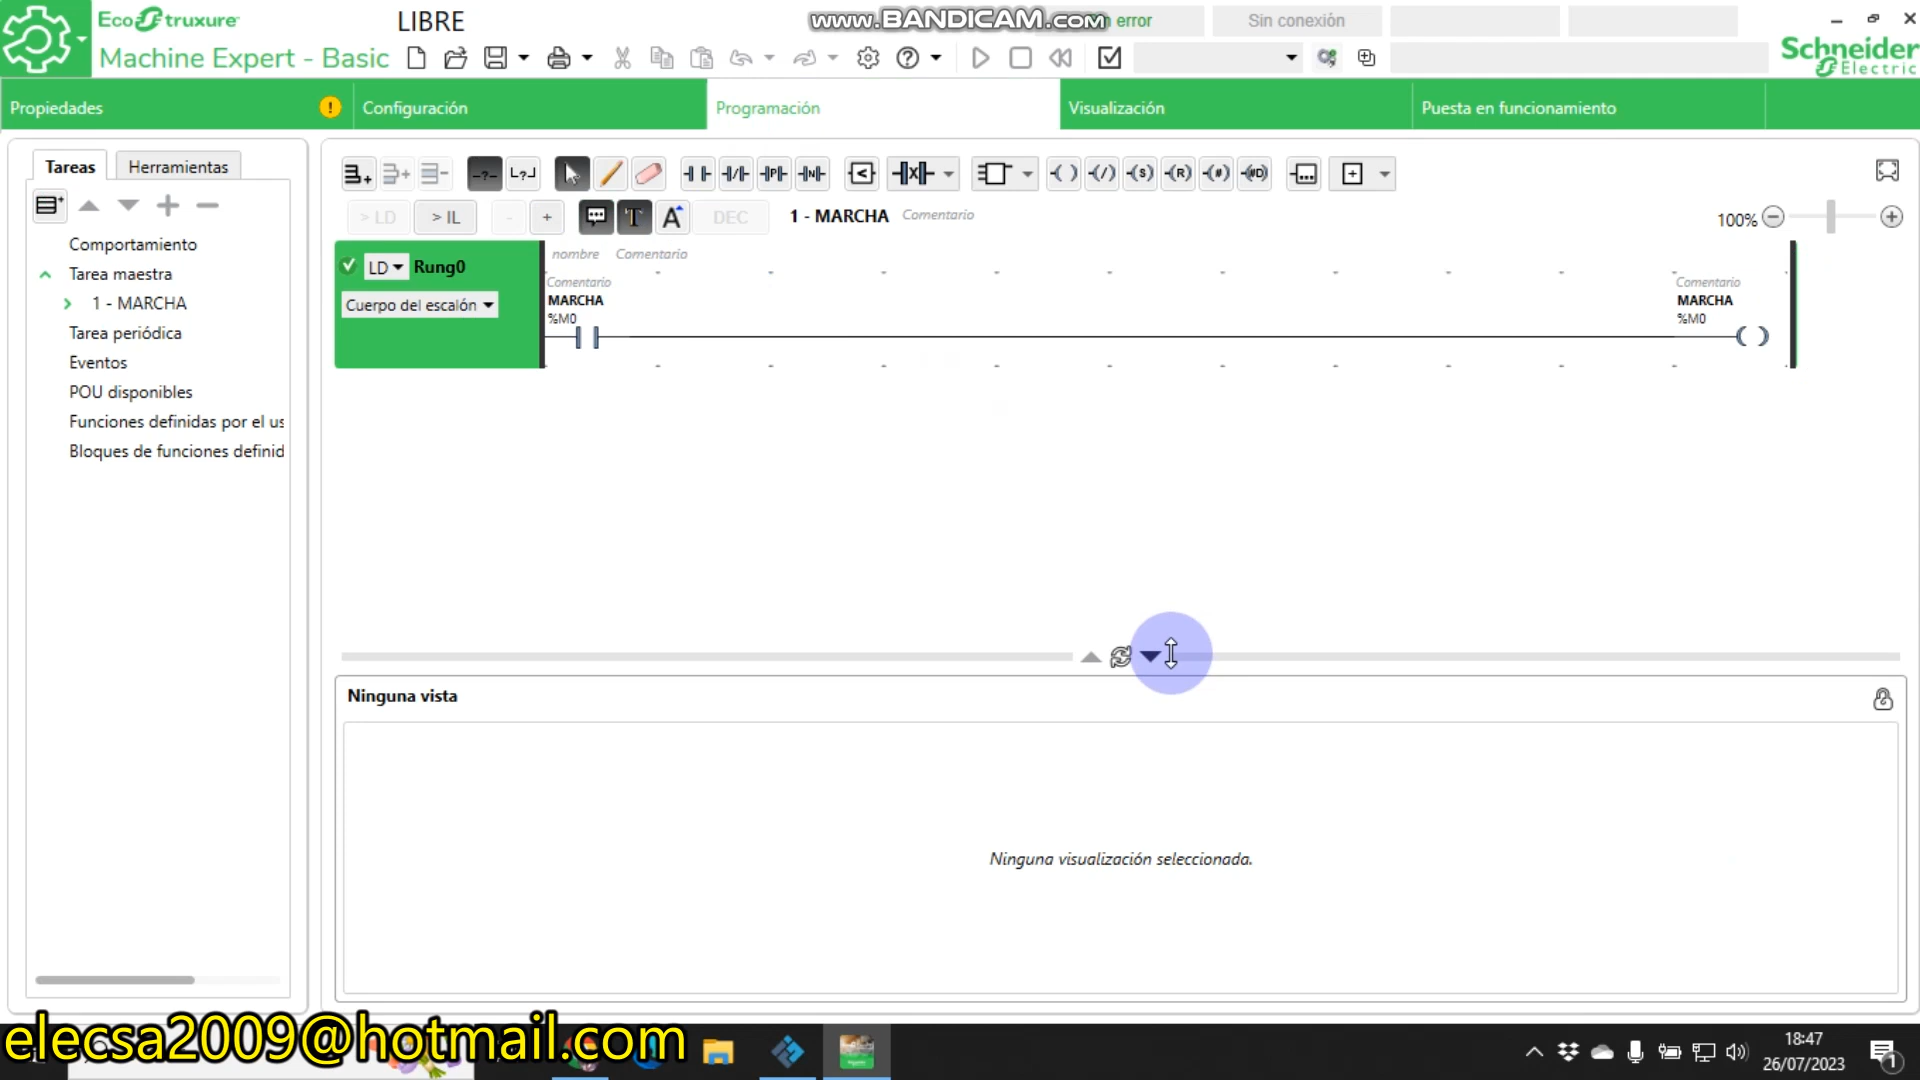 EcoStruxure
Machine Expert - Basic
LIBRE
www.BANDICAM.com
error
Sin conexión
Schneider
Electric
Propiedades
Configuración
Programación
Visualización
Puesta en funcionamiento
Tareas
Herramientas
> LD
> IL
DEC
1 - MARCHA
Comentario
100%
Comportamiento
Tarea maestra
1 - MARCHA
Tarea periódica
Eventos
POU disponibles
Funciones definidas por el us
Bloques de funciones definid
LD
Rung0
Cuerpo del escalón
nombre
Comentario
Comentario
MARCHA
%M0
Comentario
MARCHA
%M0
Ninguna vista
Ninguna visualización seleccionada.
elecsa2009@hotmail.com
18:47
26/07/2023
1